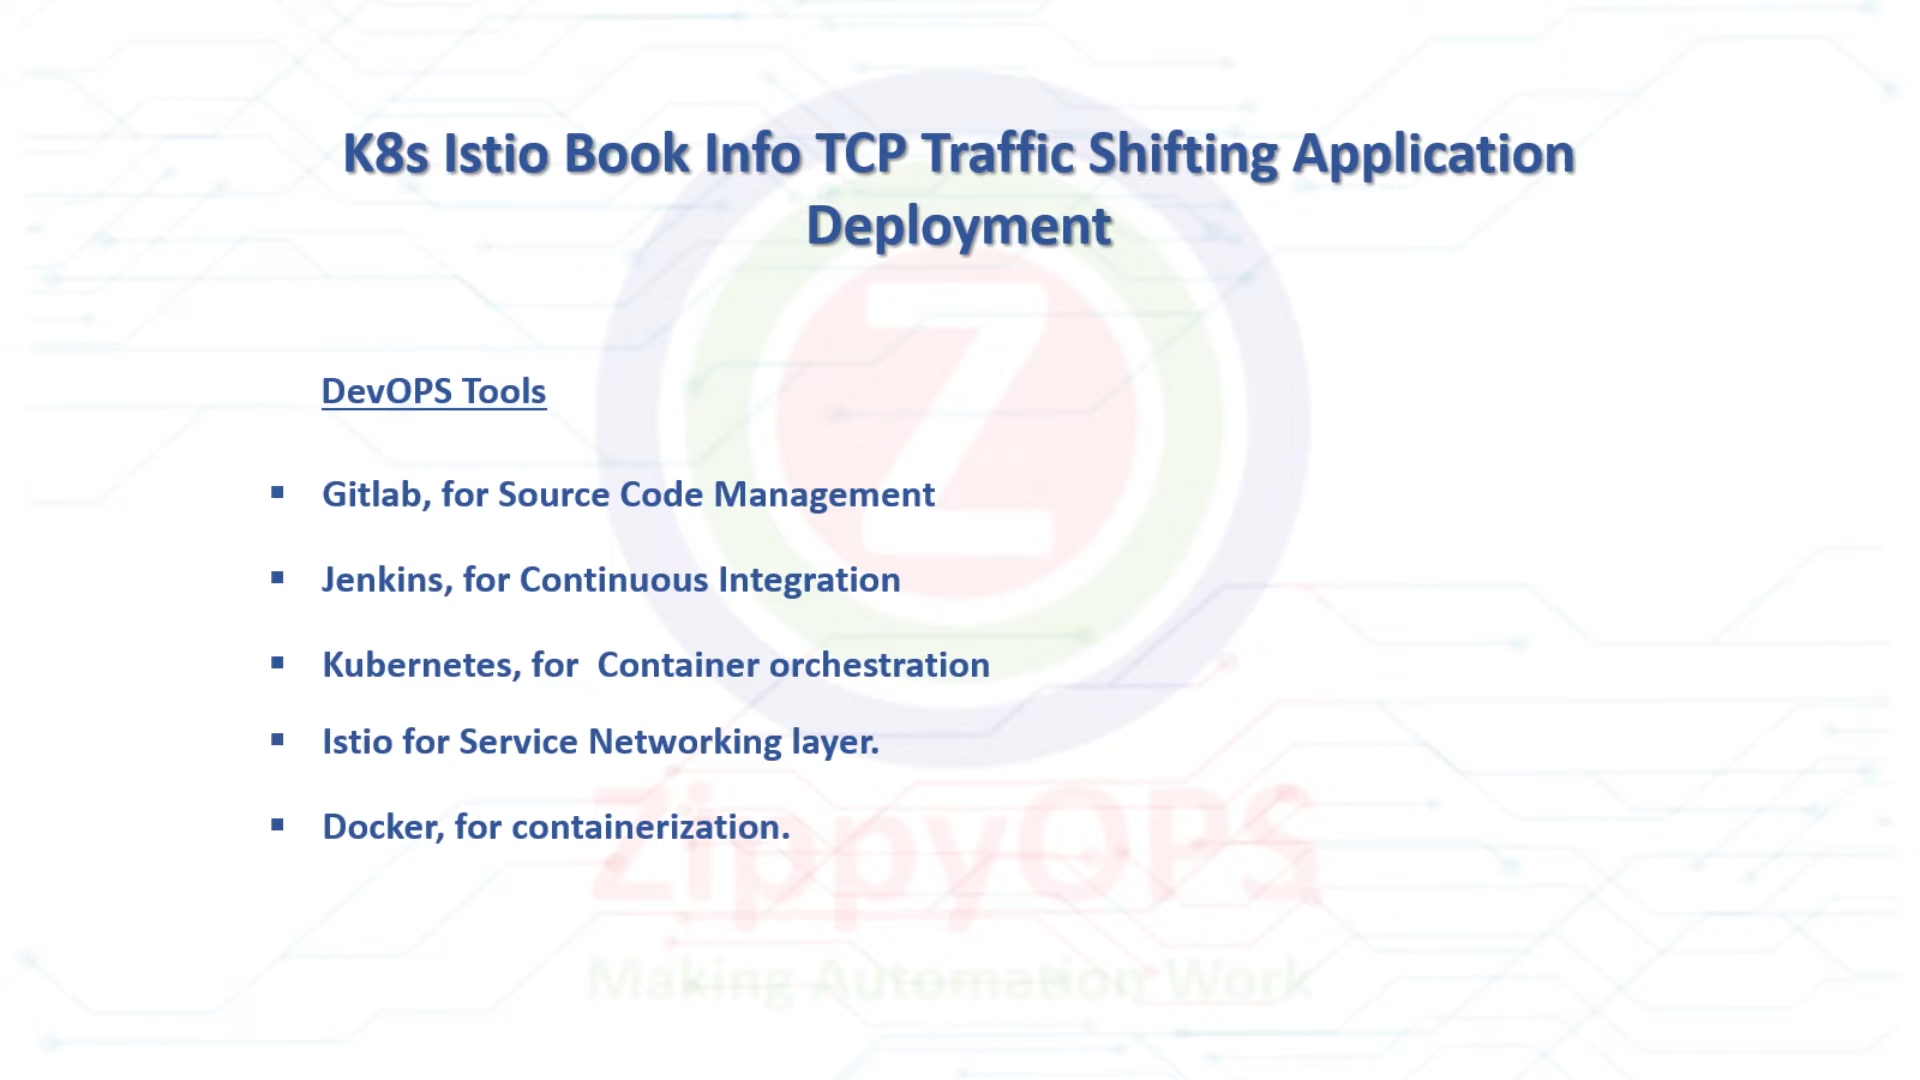 K8s Istio Book Info TCP Traffic Shifting Application
Deployment
DevOPS Tools
▪ Gitlab, for Source Code Management
▪ Jenkins, for Continuous Integration
▪ Kubernetes, for  Container orchestration
▪ Istio for Service Networking layer.
▪ Docker, for containerization.
Z
ZippyOPS
Making Automation Work